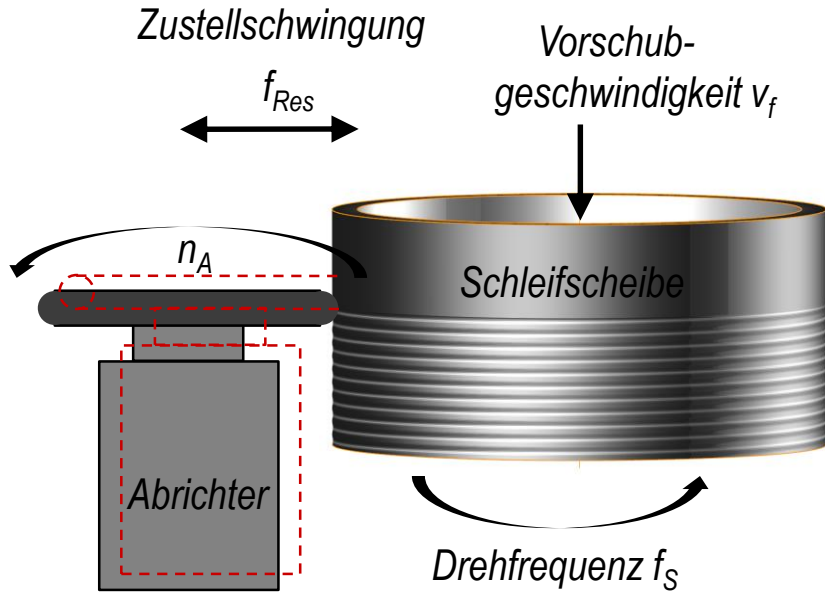 Zustellschwingung
f_Res
Vorschub-
geschwindigkeit v_f
n_A
Schleifscheibe
Abrichter
Drehfrequenz f_S